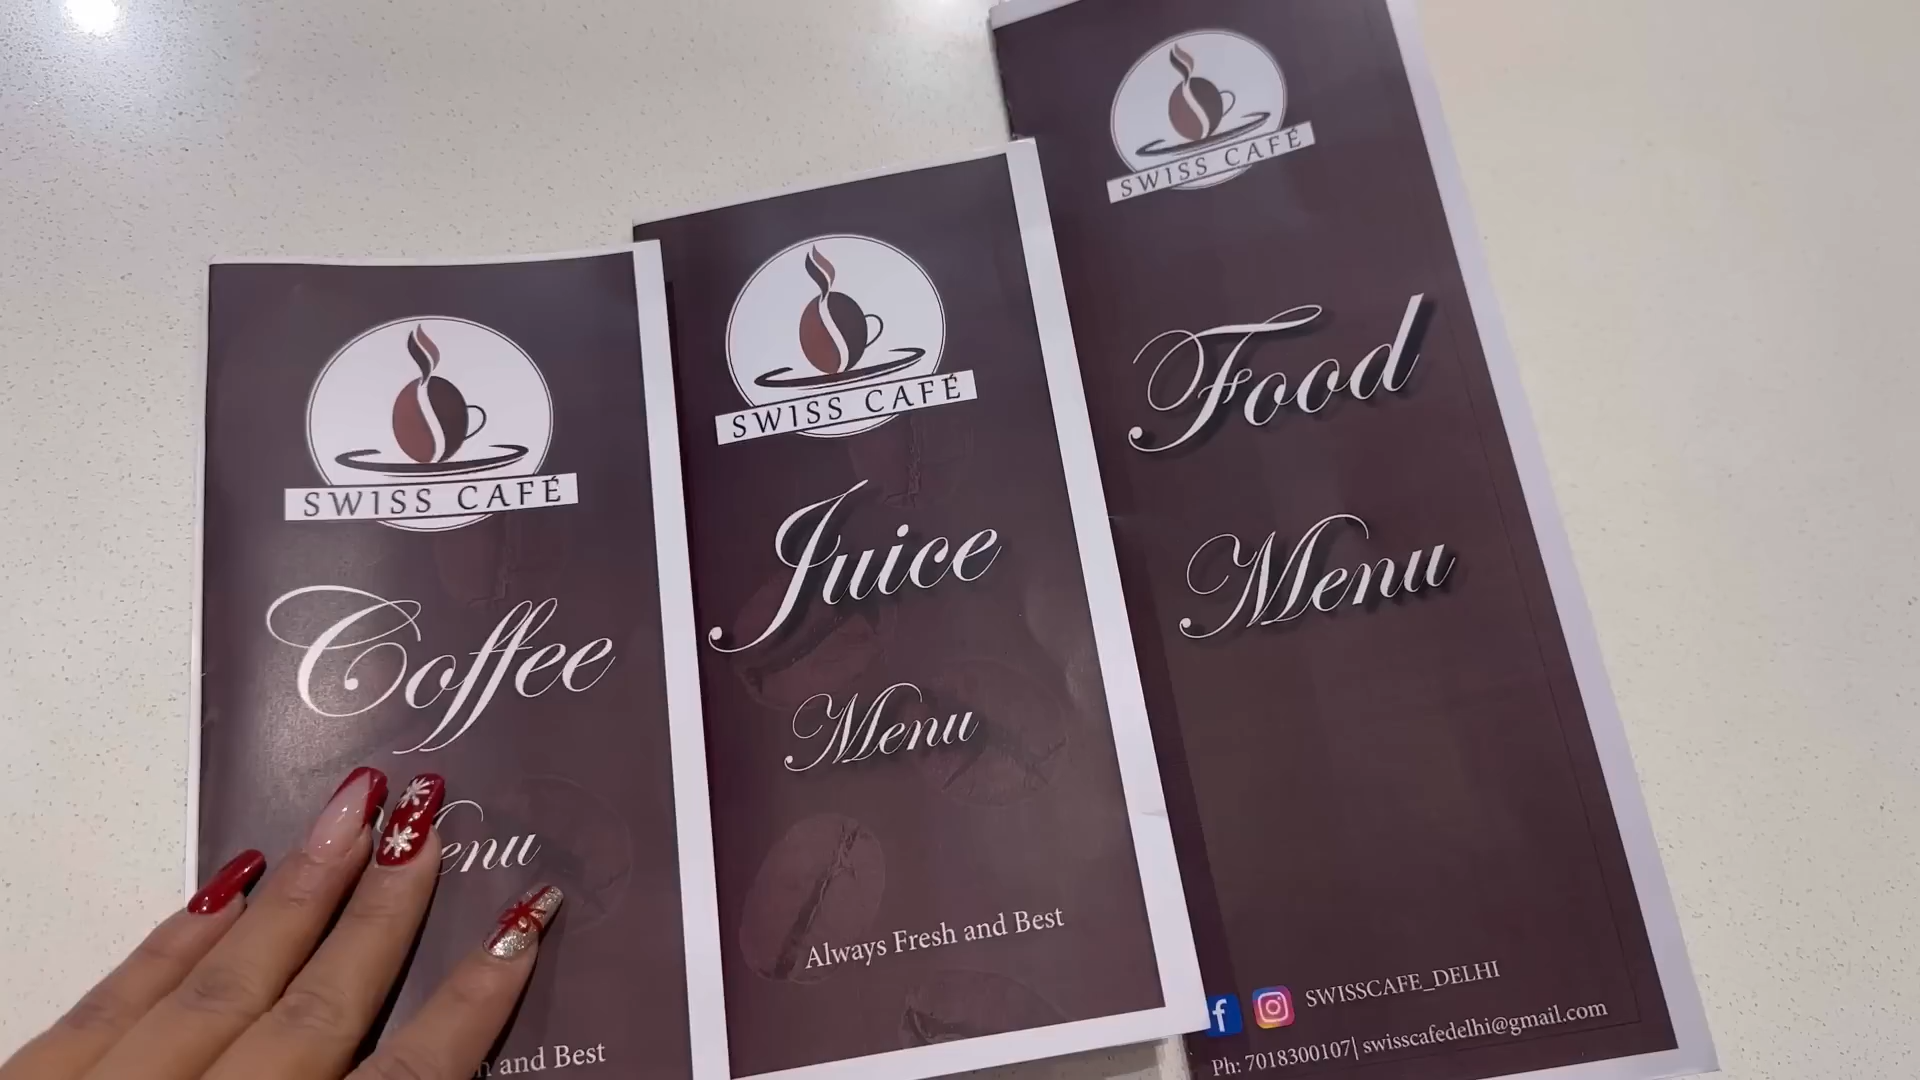 SWISS CAFÉ
Coffee
Menu
and Best
SWISS CAFÉ
Juice
Menu
Always Fresh and Best
SWISS CAFÉ
Food
Menu
SWISSCAFE_DELHI
Ph: 7018300107| swisscafedelhi@gmail.com